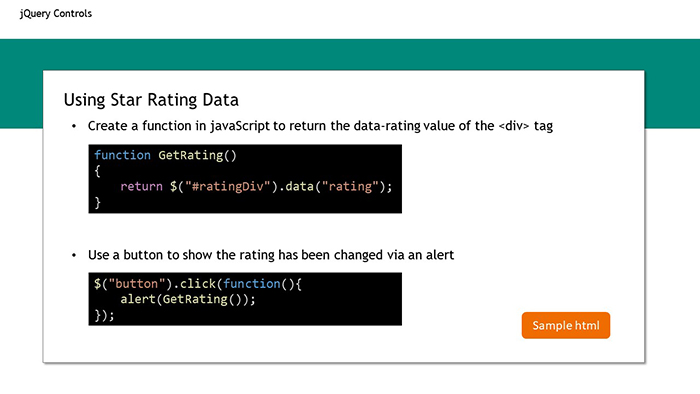 jQuery Controls
Using Star Rating Data
• Create a function in javaScript to return the data-rating value of the <div> tag
function GetRating()
{
    return $("#ratingDiv").data("rating");
}
• Use a button to show the rating has been changed via an alert
$("button").click(function(){
    alert(GetRating());
});
Sample html